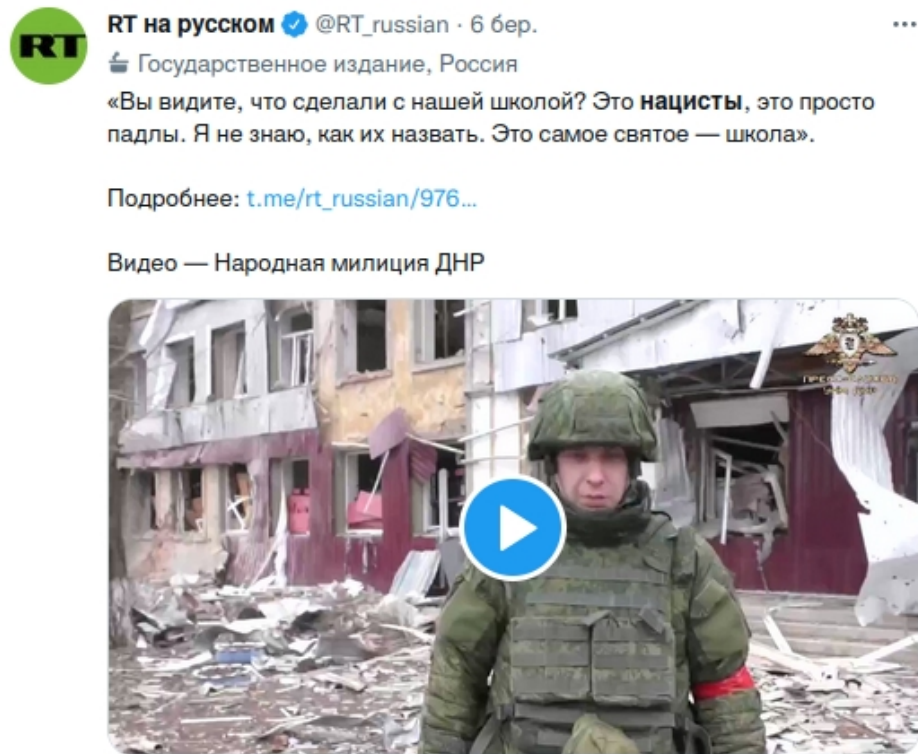 RT
RT на русском @RT_russian · 6 бер.
Государственное издание, Россия
«Вы видите, что сделали с нашей школой? Это нацисты, это просто
падлы. Я не знаю, как их назвать. Это самое святое — школа».
Подробнее: t.me/rt_russian/976...
Видео — Народная милиция ДНР